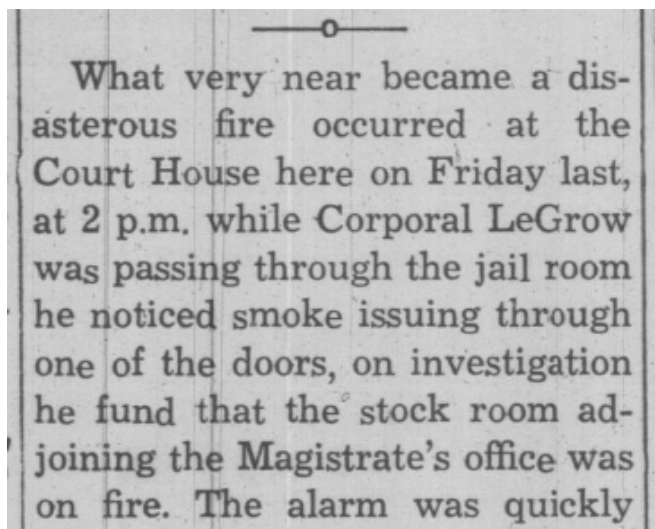 What very near became a dis-
asterous fire occurred at the
Court House here on Friday last,
at 2 p.m. while Corporal LeGrow
was passing through the jail room
he noticed smoke issuing through
one of the doors, on investigation
he fund that the stock room ad-
joining the Magistrate's office was
on fire. The alarm was quickly